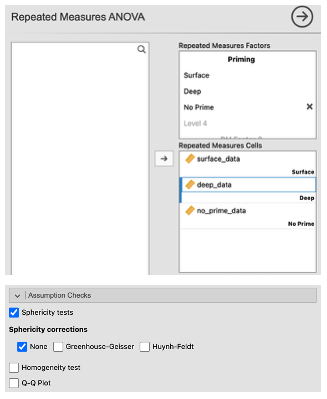 Repeated Measures ANOVA
Repeated Measures Factors
Priming
Surface
Deep
No Prime
Level 4
Repeated Measures Cells
surface_data
Surface
deep_data
Deep
no_prime_data
No Prime
Assumption Checks
Sphericity tests
Sphericity corrections
None Greenhouse-Geisser Huynh-Feldt
Homogeneity test
Q-Q Plot